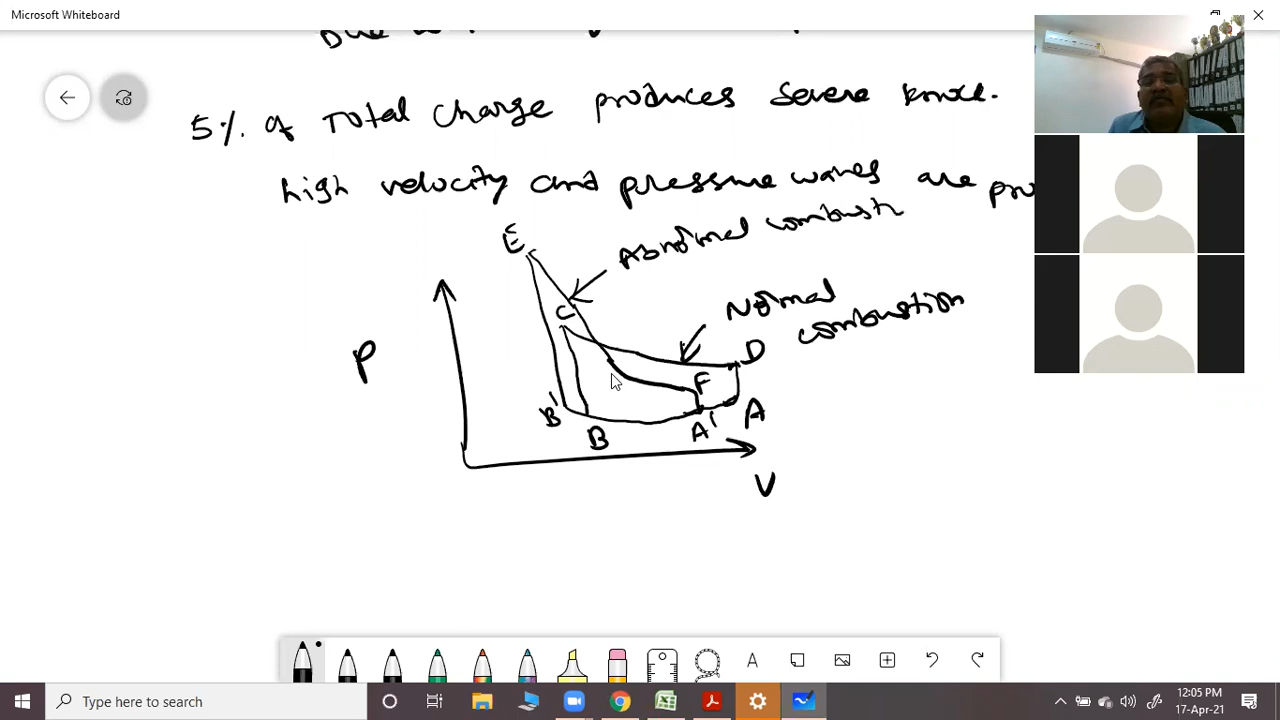 Microsoft Whiteboard
5%. of Total Charge produces severe knock.
high velocity and pressure waves are pro
Abnormal combusti
E
C
Normal
combustion
P
D
F
B'
B
A'
A
V
A
Type here to search
12:05 PM
17-Apr-21